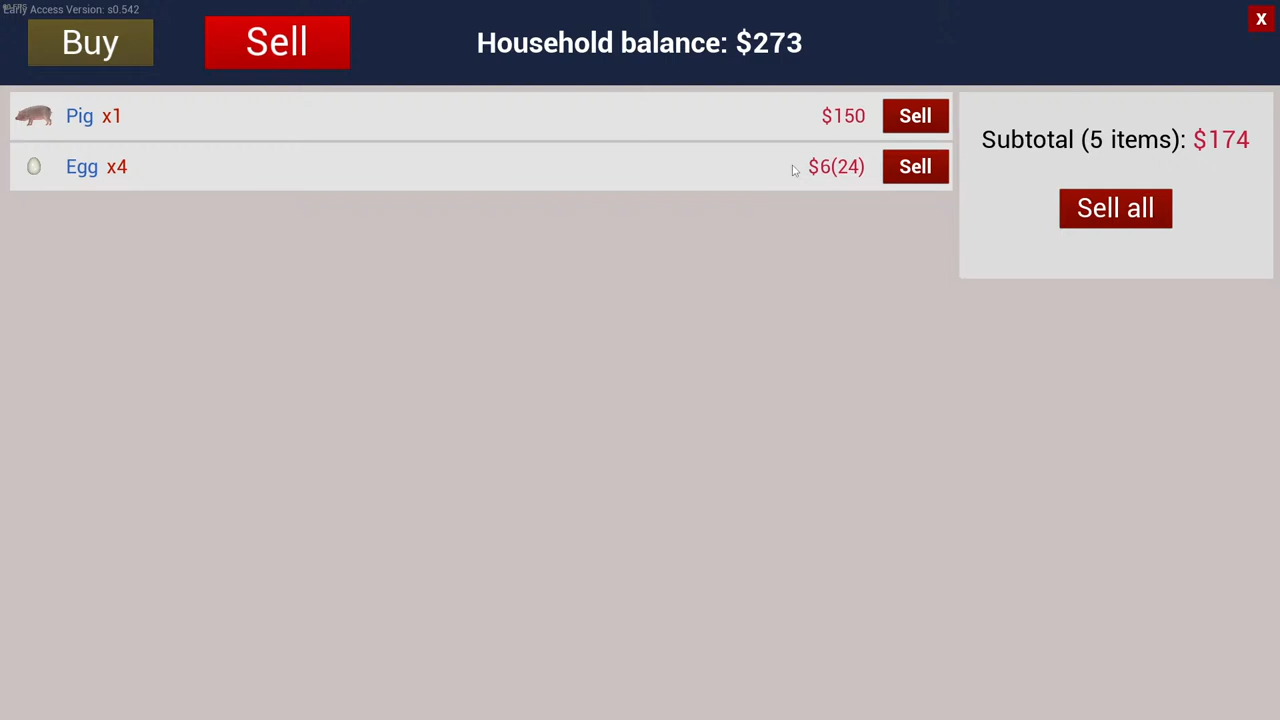 Early Access Version: s0.542
Buy
Sell
Household balance: $273
x
Pig x1
$150
Sell
Egg x4
$6(24)
Sell
Subtotal (5 items): $174
Sell all